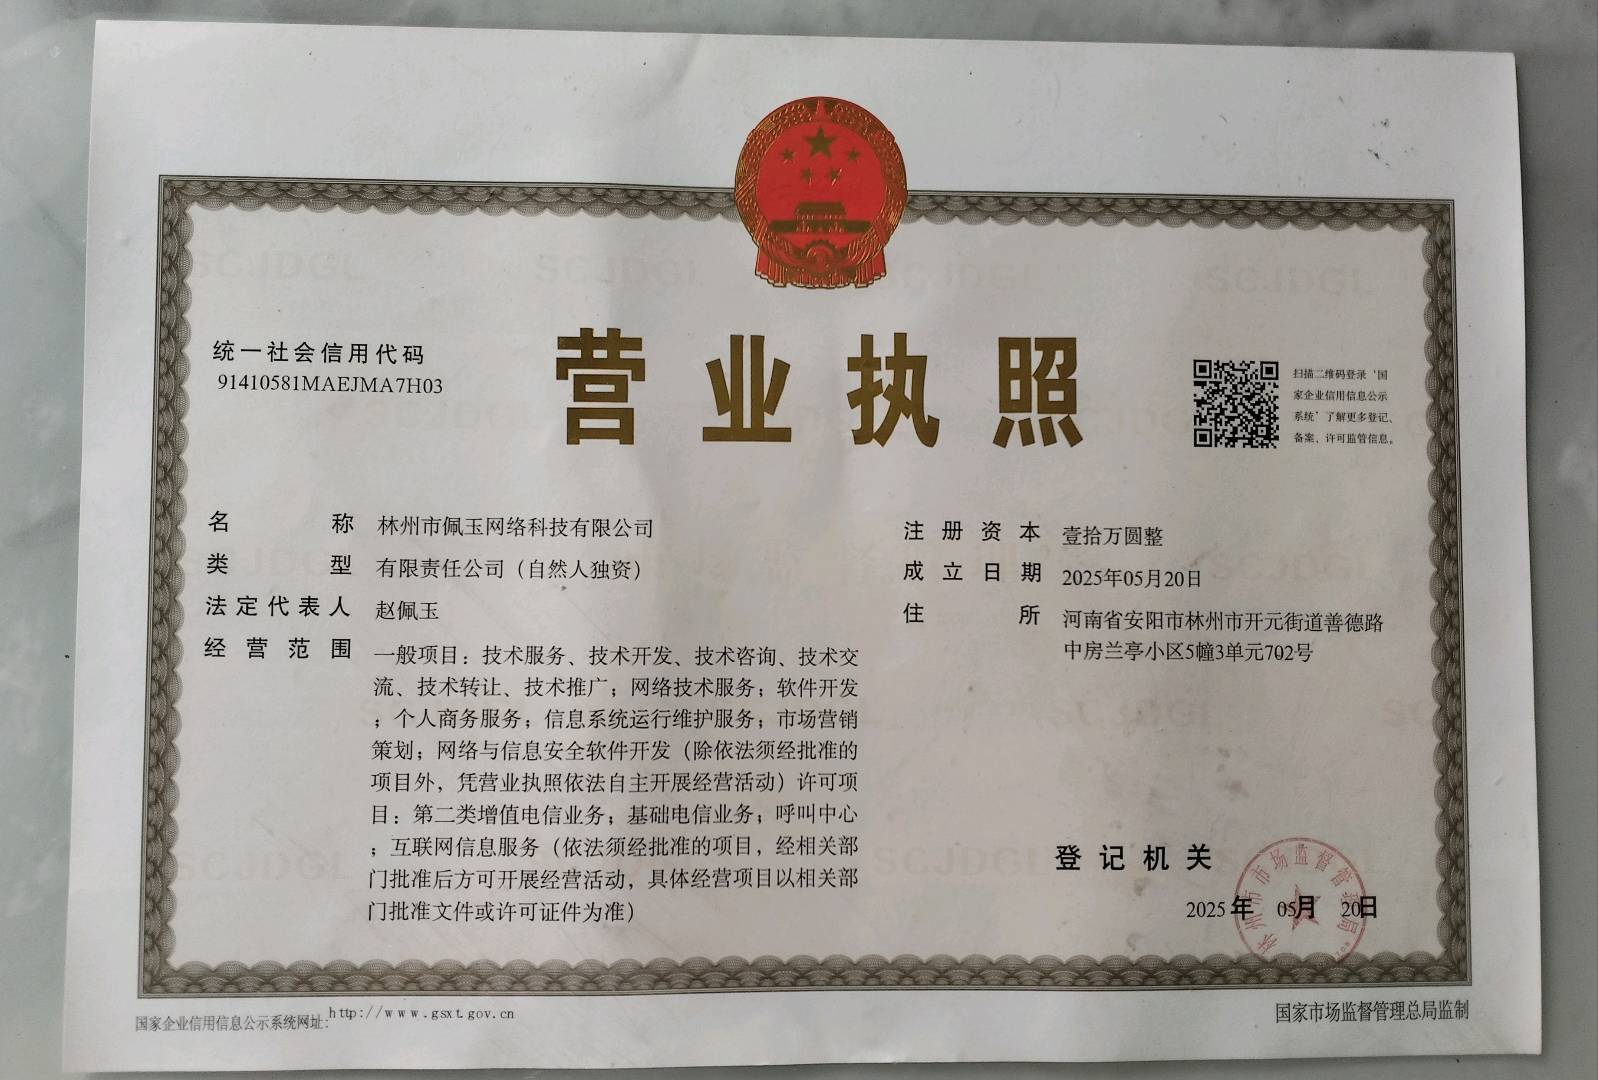 营业执照
统一社会信用代码
91410581MAEJMA7H03
扫描二维码登录‘国
家企业信用信息公示
系统’了解更多登记、
备案、许可监管信息。
名称 林州市佩玉网络科技有限公司
类型 有限责任公司（自然人独资）
法定代表人 赵佩玉
经营范围 一般项目：技术服务、技术开发、技术咨询、技术交
流、技术转让、技术推广；网络技术服务；软件开发
；个人商务服务；信息系统运行维护服务；市场营销
策划；网络与信息安全软件开发（除依法须经批准的
项目外，凭营业执照依法自主开展经营活动）许可项
目：第二类增值电信业务；基础电信业务；呼叫中心
；互联网信息服务（依法须经批准的项目，经相关部
门批准后方可开展经营活动，具体经营项目以相关部
门批准文件或许可证件为准）
注册资本 壹拾万圆整
成立日期 2025年05月20日
住所 河南省安阳市林州市开元街道善德路
中房兰亭小区5幢3单元702号
登记机关
林州市市场监督管理局
2025年 05月 20日
国家企业信用信息公示系统网址：http://www.gsxt.gov.cn
国家市场监督管理总局监制